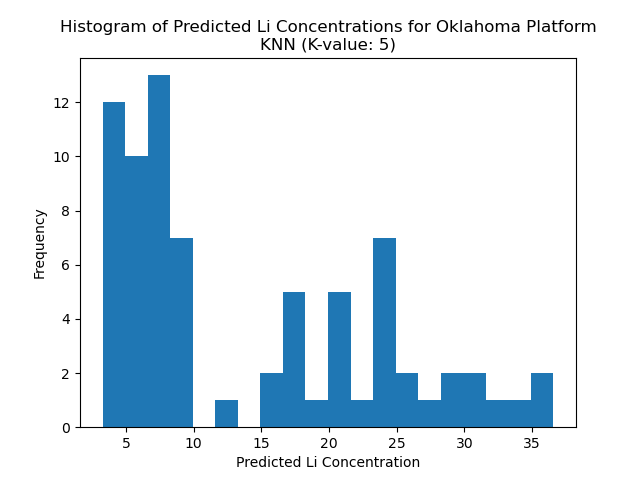 Histogram of Predicted Li Concentrations for Oklahoma Platform
KNN (K-value: 5)
12
10
8
6
4
2
0
Frequency
5 10 15 20 25 30 35
Predicted Li Concentration